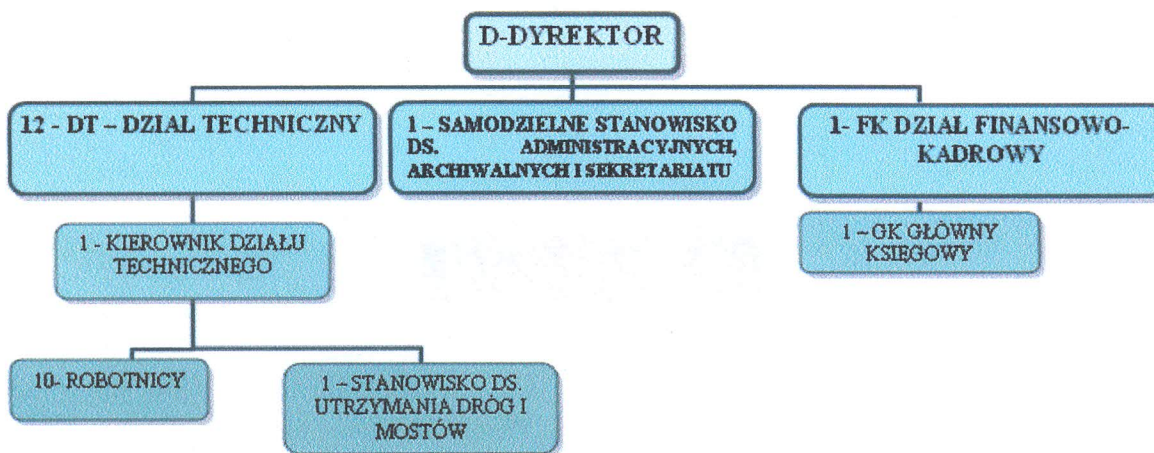 D-DYREKTOR
12 - DT – DZIAŁ TECHNICZNY
1 – SAMODZIELNE STANOWISKO
DS. ADMINISTRACYJNYCH,
ARCHIWALNYCH I SEKRETARIATU
1- FK DZIAŁ FINANSOWO-
KADROWY
1 - KIEROWNIK DZIAŁU
TECHNICZNEGO
1 – GK GŁÓWNY
KSIĘGOWY
10- ROBOTNICY
1 – STANOWISKO DS.
UTRZYMANIA DRÓG I
MOSTÓW